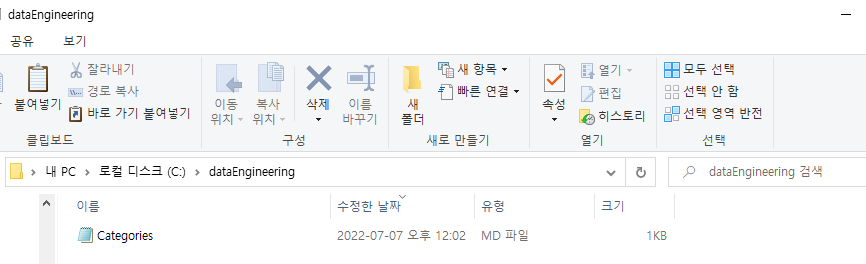 dataEngineering
공유 보기
붙여넣기
잘라내기
경로 복사
바로 가기 붙여넣기
클립보드
이동 위치
복사 위치
삭제
이름 바꾸기
구성
새 폴더
새 항목
빠른 연결
새로 만들기
속성
열기
편집
히스토리
열기
모두 선택
선택 안 함
선택 영역 반전
선택
내 PC > 로컬 디스크 (C:) > dataEngineering
dataEngineering 검색
이름 수정한 날짜 유형 크기
Categories 2022-07-07 오후 12:02 MD 파일 1KB